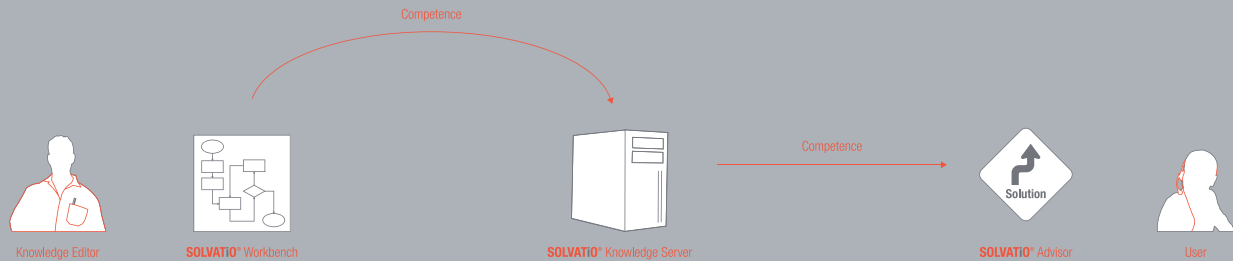 Competence
Competence
Solution
Knowledge Editor
SOLVATIO® Workbench
SOLVATIO® Knowledge Server
SOLVATIO® Advisor
User